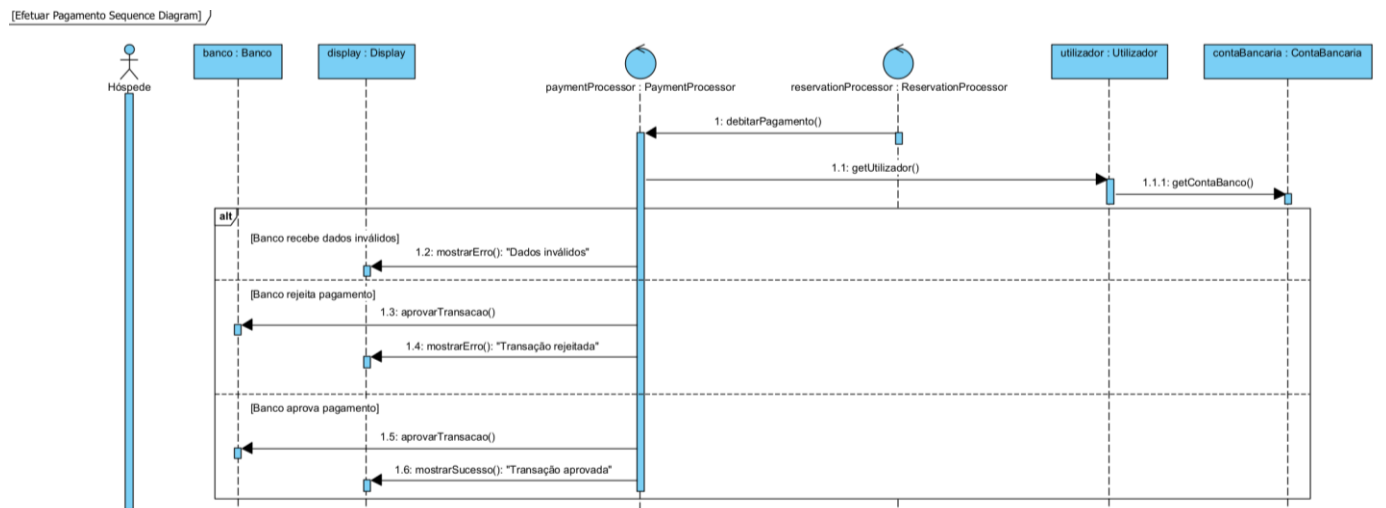 [Efetuar Pagamento Sequence Diagram]
banco : Banco
display : Display
utilizador : Utilizador
contaBancaria : ContaBancaria
Hóspede
paymentProcessor : PaymentProcessor
reservationProcessor : ReservationProcessor
1: debitarPagamento()
1.1: getUtilizador()
1.1.1: getContaBanco()
alt
[Banco recebe dados inválidos]
1.2: mostrarErro(): "Dados inválidos"
[Banco rejeita pagamento]
1.3: aprovarTransacao()
1.4: mostrarErro(): "Transação rejeitada"
[Banco aprova pagamento]
1.5: aprovarTransacao()
1.6: mostrarSucesso(): "Transação aprovada"